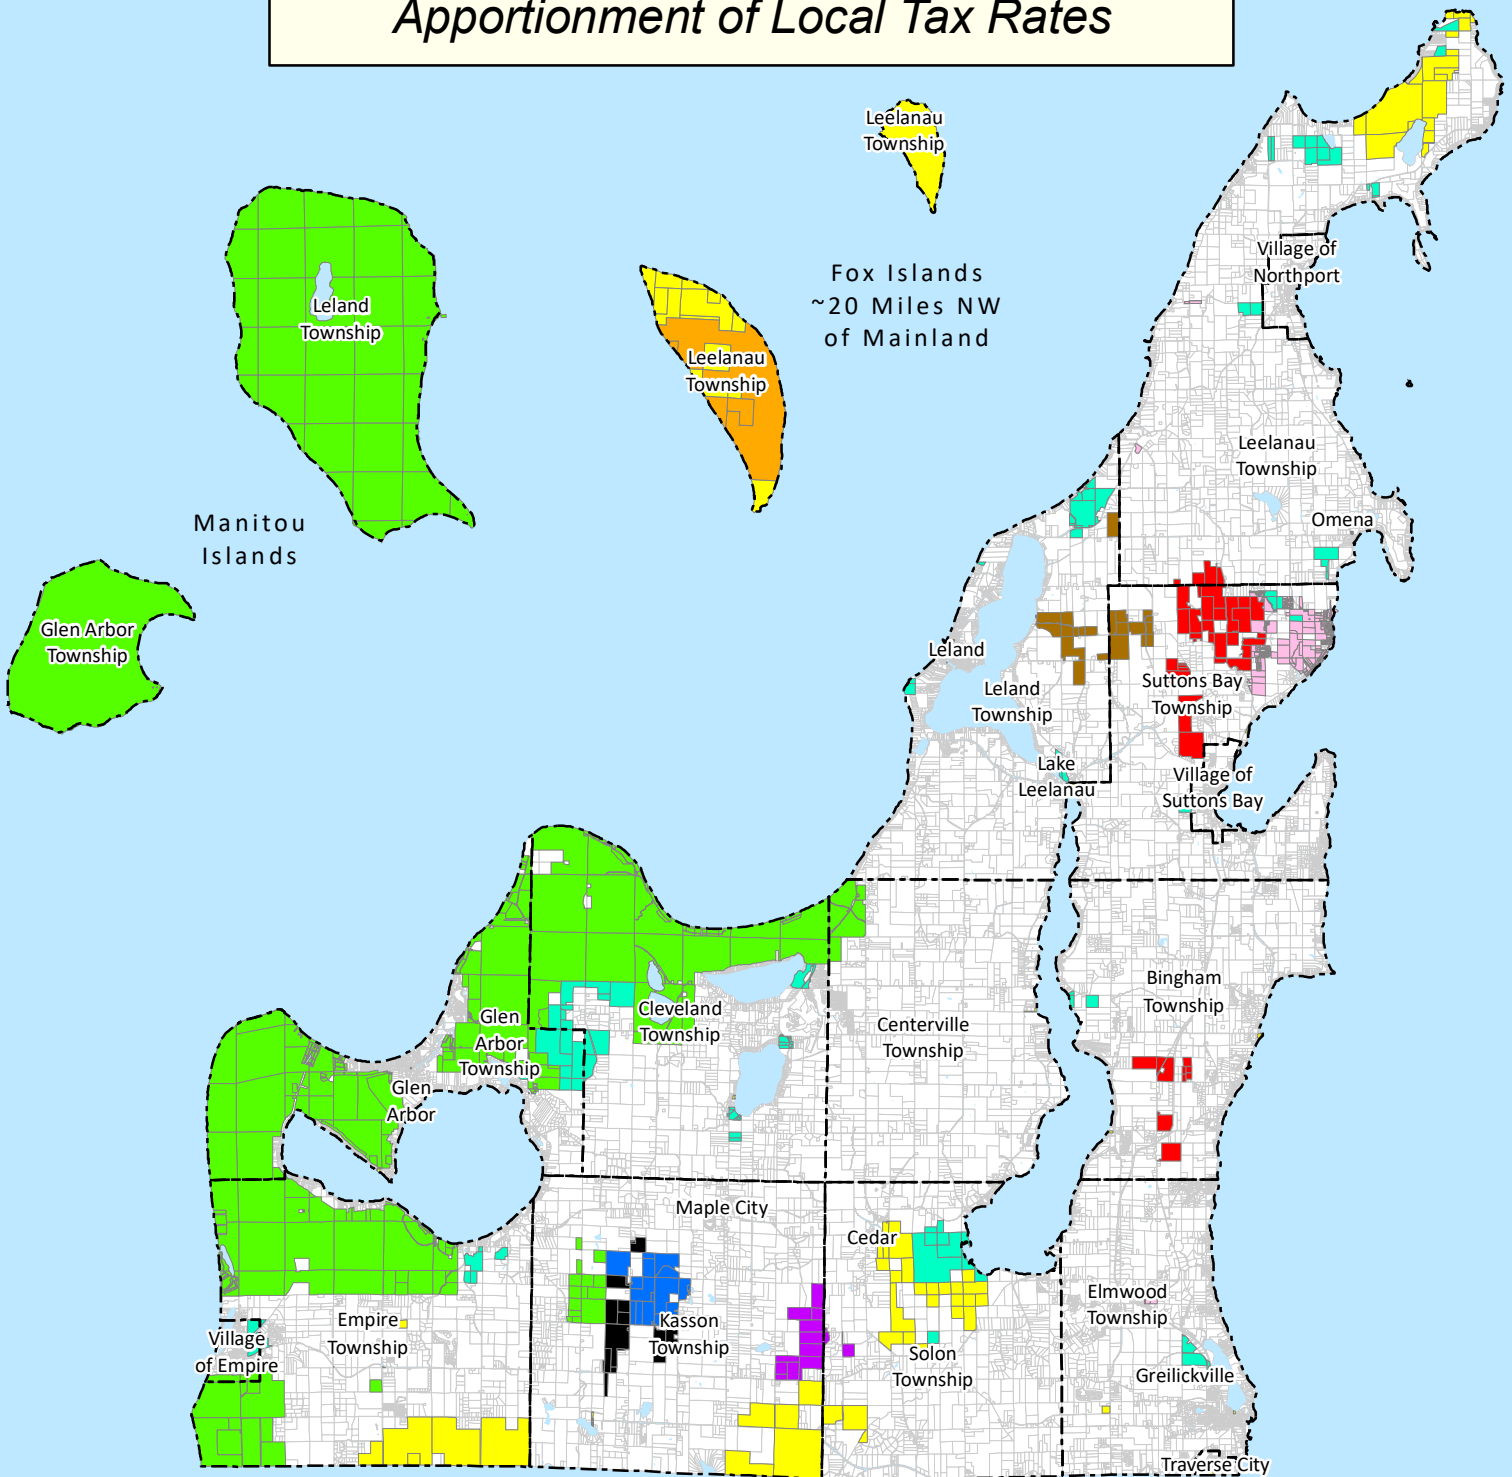 Apportionment of Local Tax Rates
Leelanau
Township
Village of
Northport
Fox Islands
~20 Miles NW
of Mainland
Leland
Township
Leelanau
Township
Leelanau
Township
Manitou
Islands
Omena
Glen Arbor
Township
Leland
Leland
Township
Suttons Bay
Township
Lake
Leelanau
Village of
Suttons Bay
Bingham
Township
Cleveland
Township
Centerville
Township
Glen
Arbor
Township
Glen
Arbor
Maple City
Cedar
Elmwood
Township
Empire
Township
Kasson
Township
Village
of Empire
Solon
Township
Greilickville
Traverse City